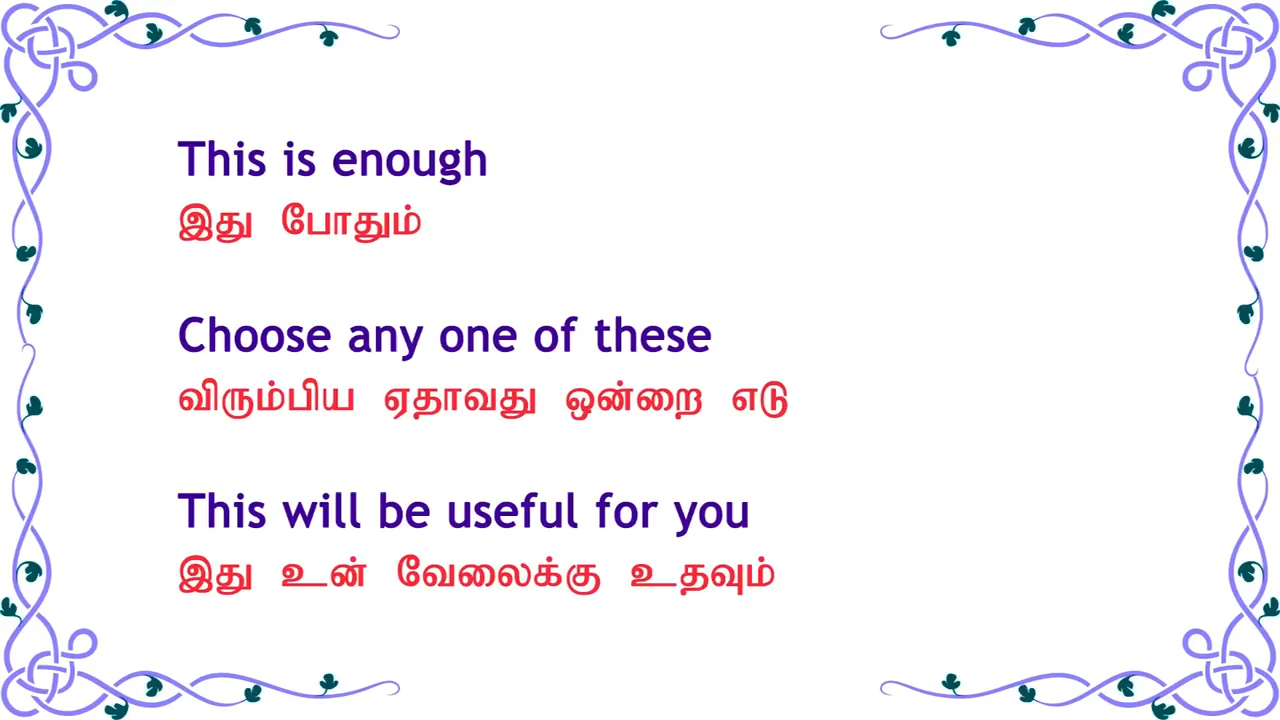 This is enough
இது போதும்
Choose any one of these
விரும்பிய ஏதாவது ஒன்றை எடு
This will be useful for you
இது உன் வேலைக்கு உதவும்